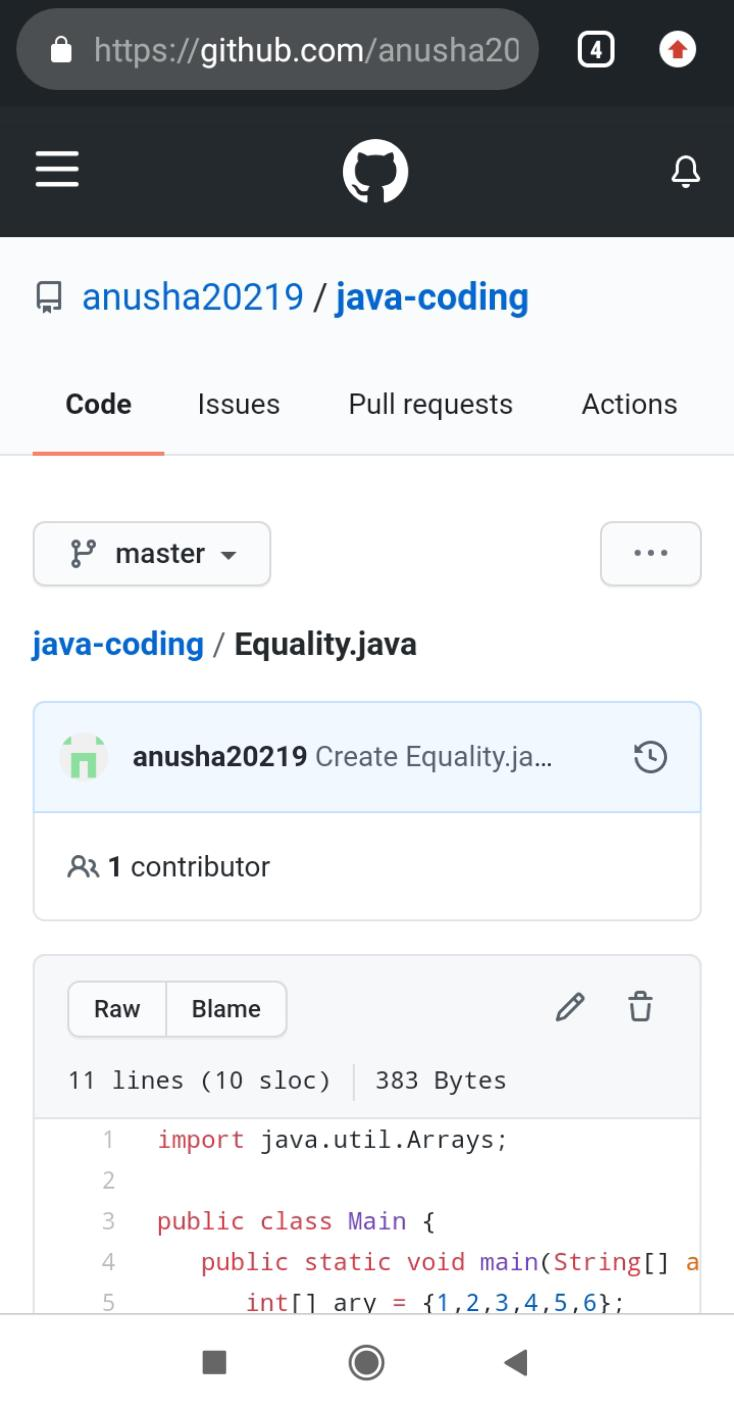 https://github.com/anusha20
4
anusha20219 / java-coding
Code Issues Pull requests Actions
master
java-coding / Equality.java
anusha20219 Create Equality.ja...
1 contributor
Raw Blame
11 lines (10 sloc) 383 Bytes
1 import java.util.Arrays;
2
3 public class Main {
4 public static void main(String[] a
5 int[] ary = {1,2,3,4,5,6};